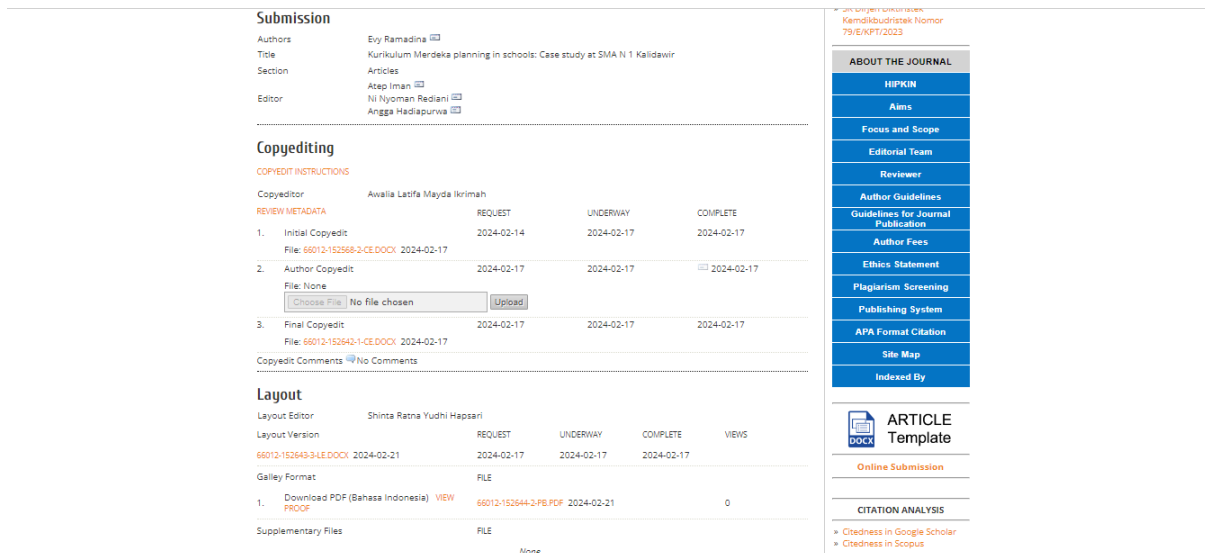 Submission
Authors Evy Ramadina
Title Kurikulum Merdeka planning in schools: Case study at SMA N 1 Kalidawir
Section Articles
Editor Atep Iman
Ni Nyoman Rediani
Angga Hadiapurwa
Copyediting
COPYEDIT INSTRUCTIONS
Copyeditor Awalia Latifa Mayda Ikrimah
REVIEW METADATA REQUEST UNDERWAY COMPLETE
1. Initial Copyedit 2024-02-14 2024-02-17 2024-02-17
File: 66012-152568-2-CE.DOCX 2024-02-17
2. Author Copyedit 2024-02-17 2024-02-17 2024-02-17
File: None
Choose File No file chosen Upload
3. Final Copyedit 2024-02-17 2024-02-17 2024-02-17
File: 66012-152642-1-CE.DOCX 2024-02-17
Copyedit Comments No Comments
Layout
Layout Editor Shinta Ratna Yudhi Hapsari
Layout Version REQUEST UNDERWAY COMPLETE VIEWS
66012-152643-3-LE.DOCX 2024-02-21 2024-02-17 2024-02-17 2024-02-17
Galley Format FILE
1. Download PDF (Bahasa Indonesia) VIEW PROOF 66012-152644-2-PB.PDF 2024-02-21 0
Supplementary Files FILE
None
» SK Dirjen Diktiristek
Kemdikbudristek Nomor
79/E/KPT/2023
ABOUT THE JOURNAL
HIPKIN
Aims
Focus and Scope
Editorial Team
Reviewer
Author Guidelines
Guidelines for Journal
Publication
Author Fees
Ethics Statement
Plagiarism Screening
Publishing System
APA Format Citation
Site Map
Indexed By
DOCX
ARTICLE
Template
Online Submission
CITATION ANALYSIS
» Citedness in Google Scholar
» Citedness in Scopus